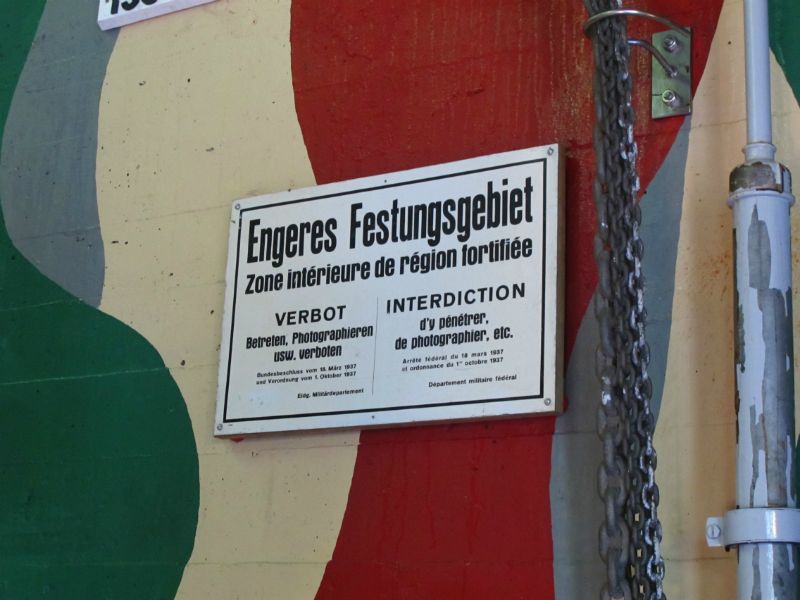 Engeres Festungsgebiet
Zone intérieure de région fortifiée
VERBOT
Betreten, Photographieren
usw. verboten
Bundesbeschluss vom 18. März 1937
und Verordnung vom 1. Oktober 1937
Eidg. Militärdepartement
INTERDICTION
d'y pénétrer,
de photographier, etc.
Arrêté fédéral du 18 mars 1937
et ordonnance du 1er octobre 1937
Département militaire fédéral